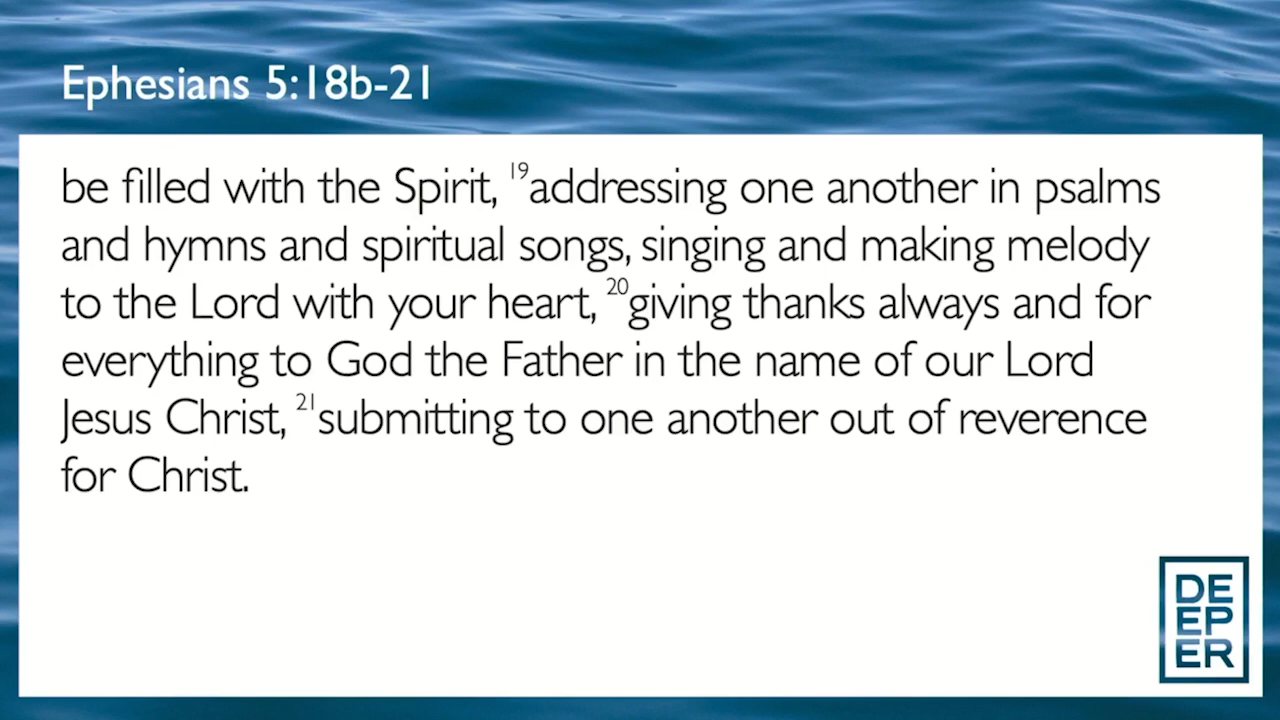 Ephesians 5:18b-21
be filled with the Spirit, 19addressing one another in psalms
and hymns and spiritual songs, singing and making melody
to the Lord with your heart, 20giving thanks always and for
everything to God the Father in the name of our Lord
Jesus Christ, 21submitting to one another out of reverence
for Christ.
DE
EP
ER